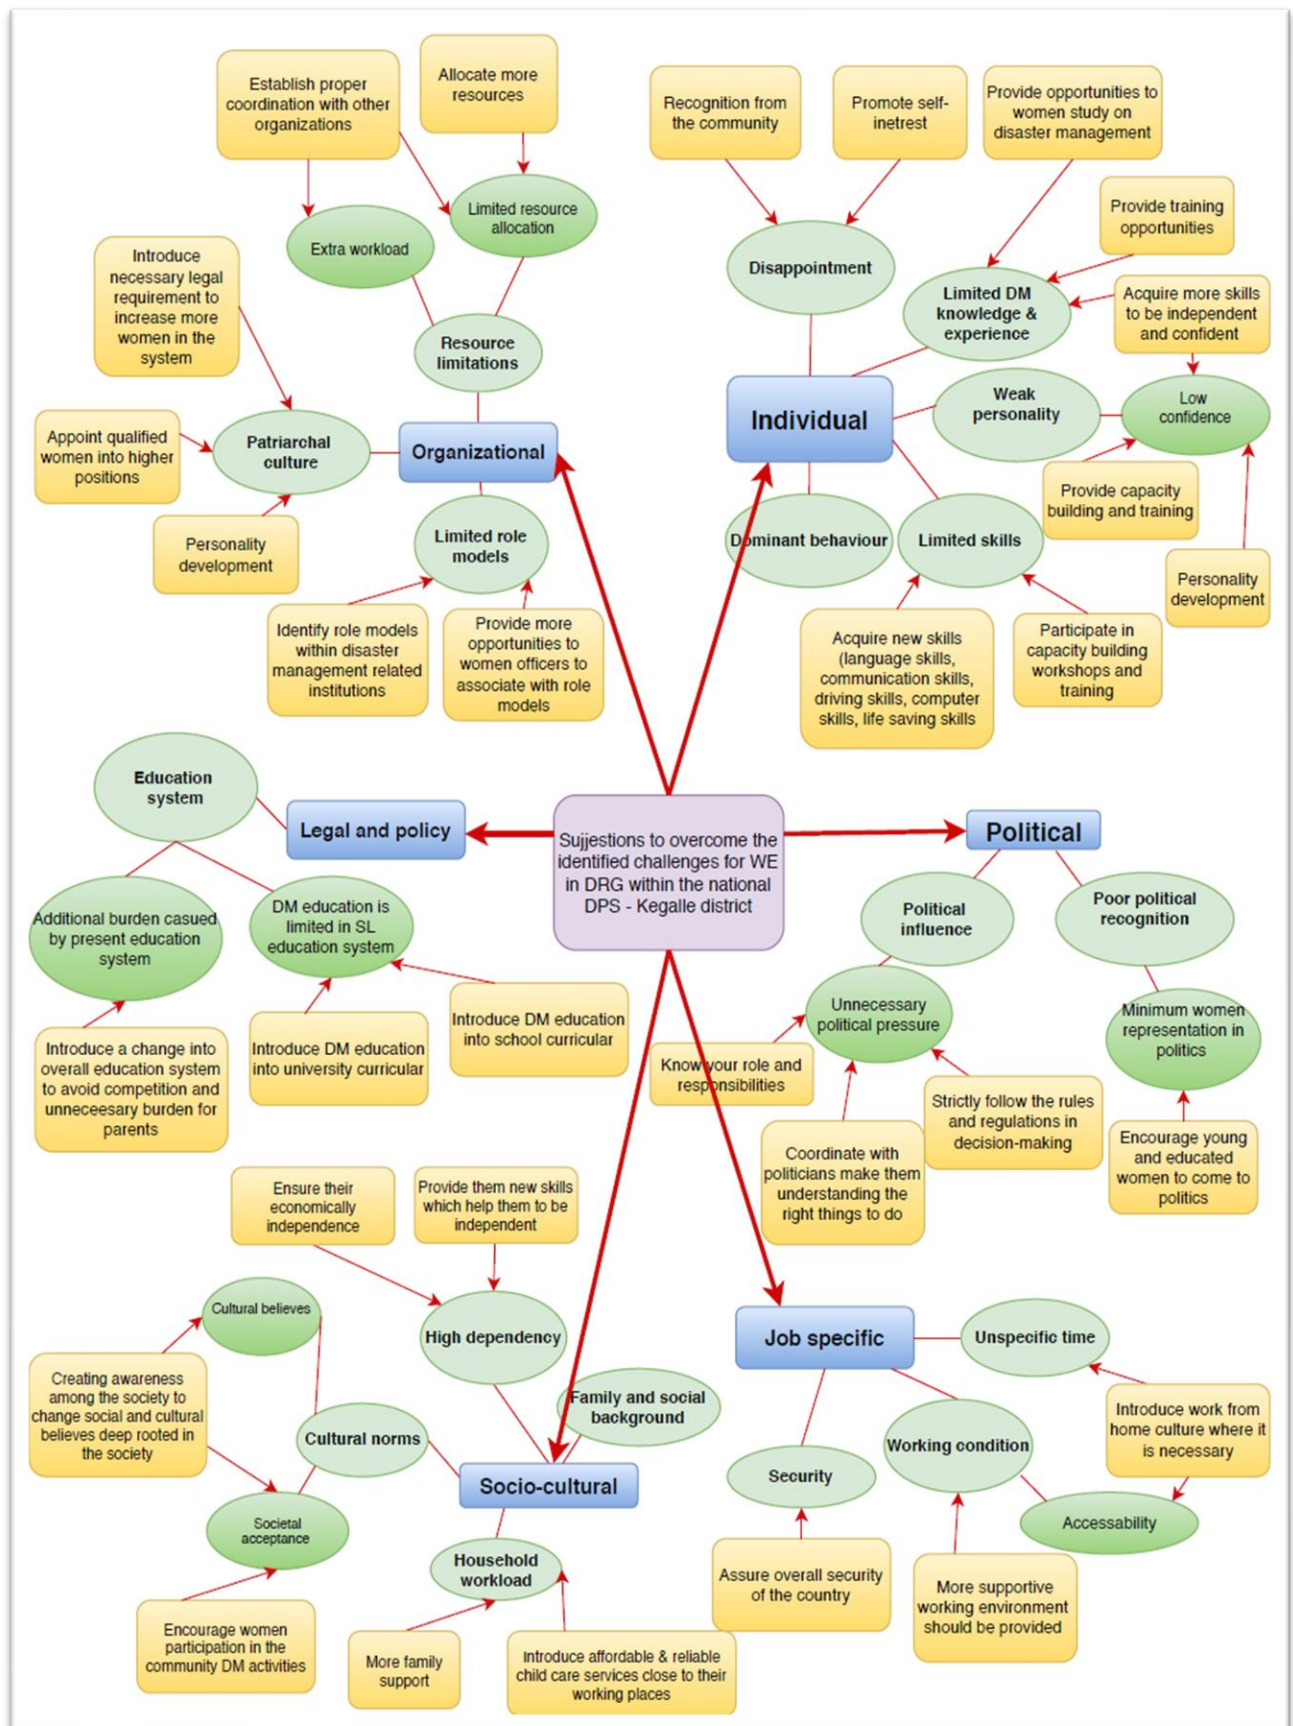 Establish proper
coordination with other
organizations
Allocate more
resources
Extra workload
Limited resource
allocation
Introduce
necessary legal
requirement to
increase more
women in the
system
Resource
limitations
Appoint qualified
women into higher
positions
Patriarchal
culture
Organizational
Personality
development
Limited role
models
Identify role models
within disaster
management related
institutions
Provide more
opportunities to
women officers to
associate with role
models
Recognition from
the community
Promote self-
inetrest
Provide opportunities to
women study on
disaster management
Provide training
opportunities
Disappointment
Limited DM
knowledge &
experience
Acquire more skills
to be independent
and confident
Individual
Weak
personality
Low
confidence
Provide capacity
building and training
Dominant behaviour
Limited skills
Personality
development
Acquire new skills
(language skills,
communication skills,
driving skills, computer
skills, life saving skills
Participate in
capacity building
workshops and
training
Education
system
Legal and policy
Sujjestions to overcome the
identified challenges for WE
in DRG within the national
DPS - Kegalle district
Political
Additional burden casued
by present education
system
DM education is
limited in SL
education system
Introduce a change into
overall education system
to avoid competition and
unneceesary burden for
parents
Introduce DM education
into university curricular
Introduce DM education
into school curricular
Political
influence
Poor political
recognition
Unnecessary
political pressure
Minimum women
representation in
politics
Know your role and
responsibilities
Strictly follow the rules
and regulations in
decision-making
Coordinate with
politicians make them
understanding the
right things to do
Encourage young
and educated
women to come to
politics
Ensure their
economically
independence
Provide them new skills
which help them to be
independent
Cultural believes
High dependency
Creating awareness
among the society to
change social and cultural
believes deep rooted in
the society
Family and social
background
Cultural norms
Socio-cultural
Societal
acceptance
Household
workload
Encourage women
participation in the
community DM activities
More family
support
Introduce affordable & reliable
child care services close to their
working places
Job specific
Unspecific time
Working condition
Introduce work from
home culture where it
is necessary
Security
Accessability
Assure overall security
of the country
More supportive
working environment
should be provided